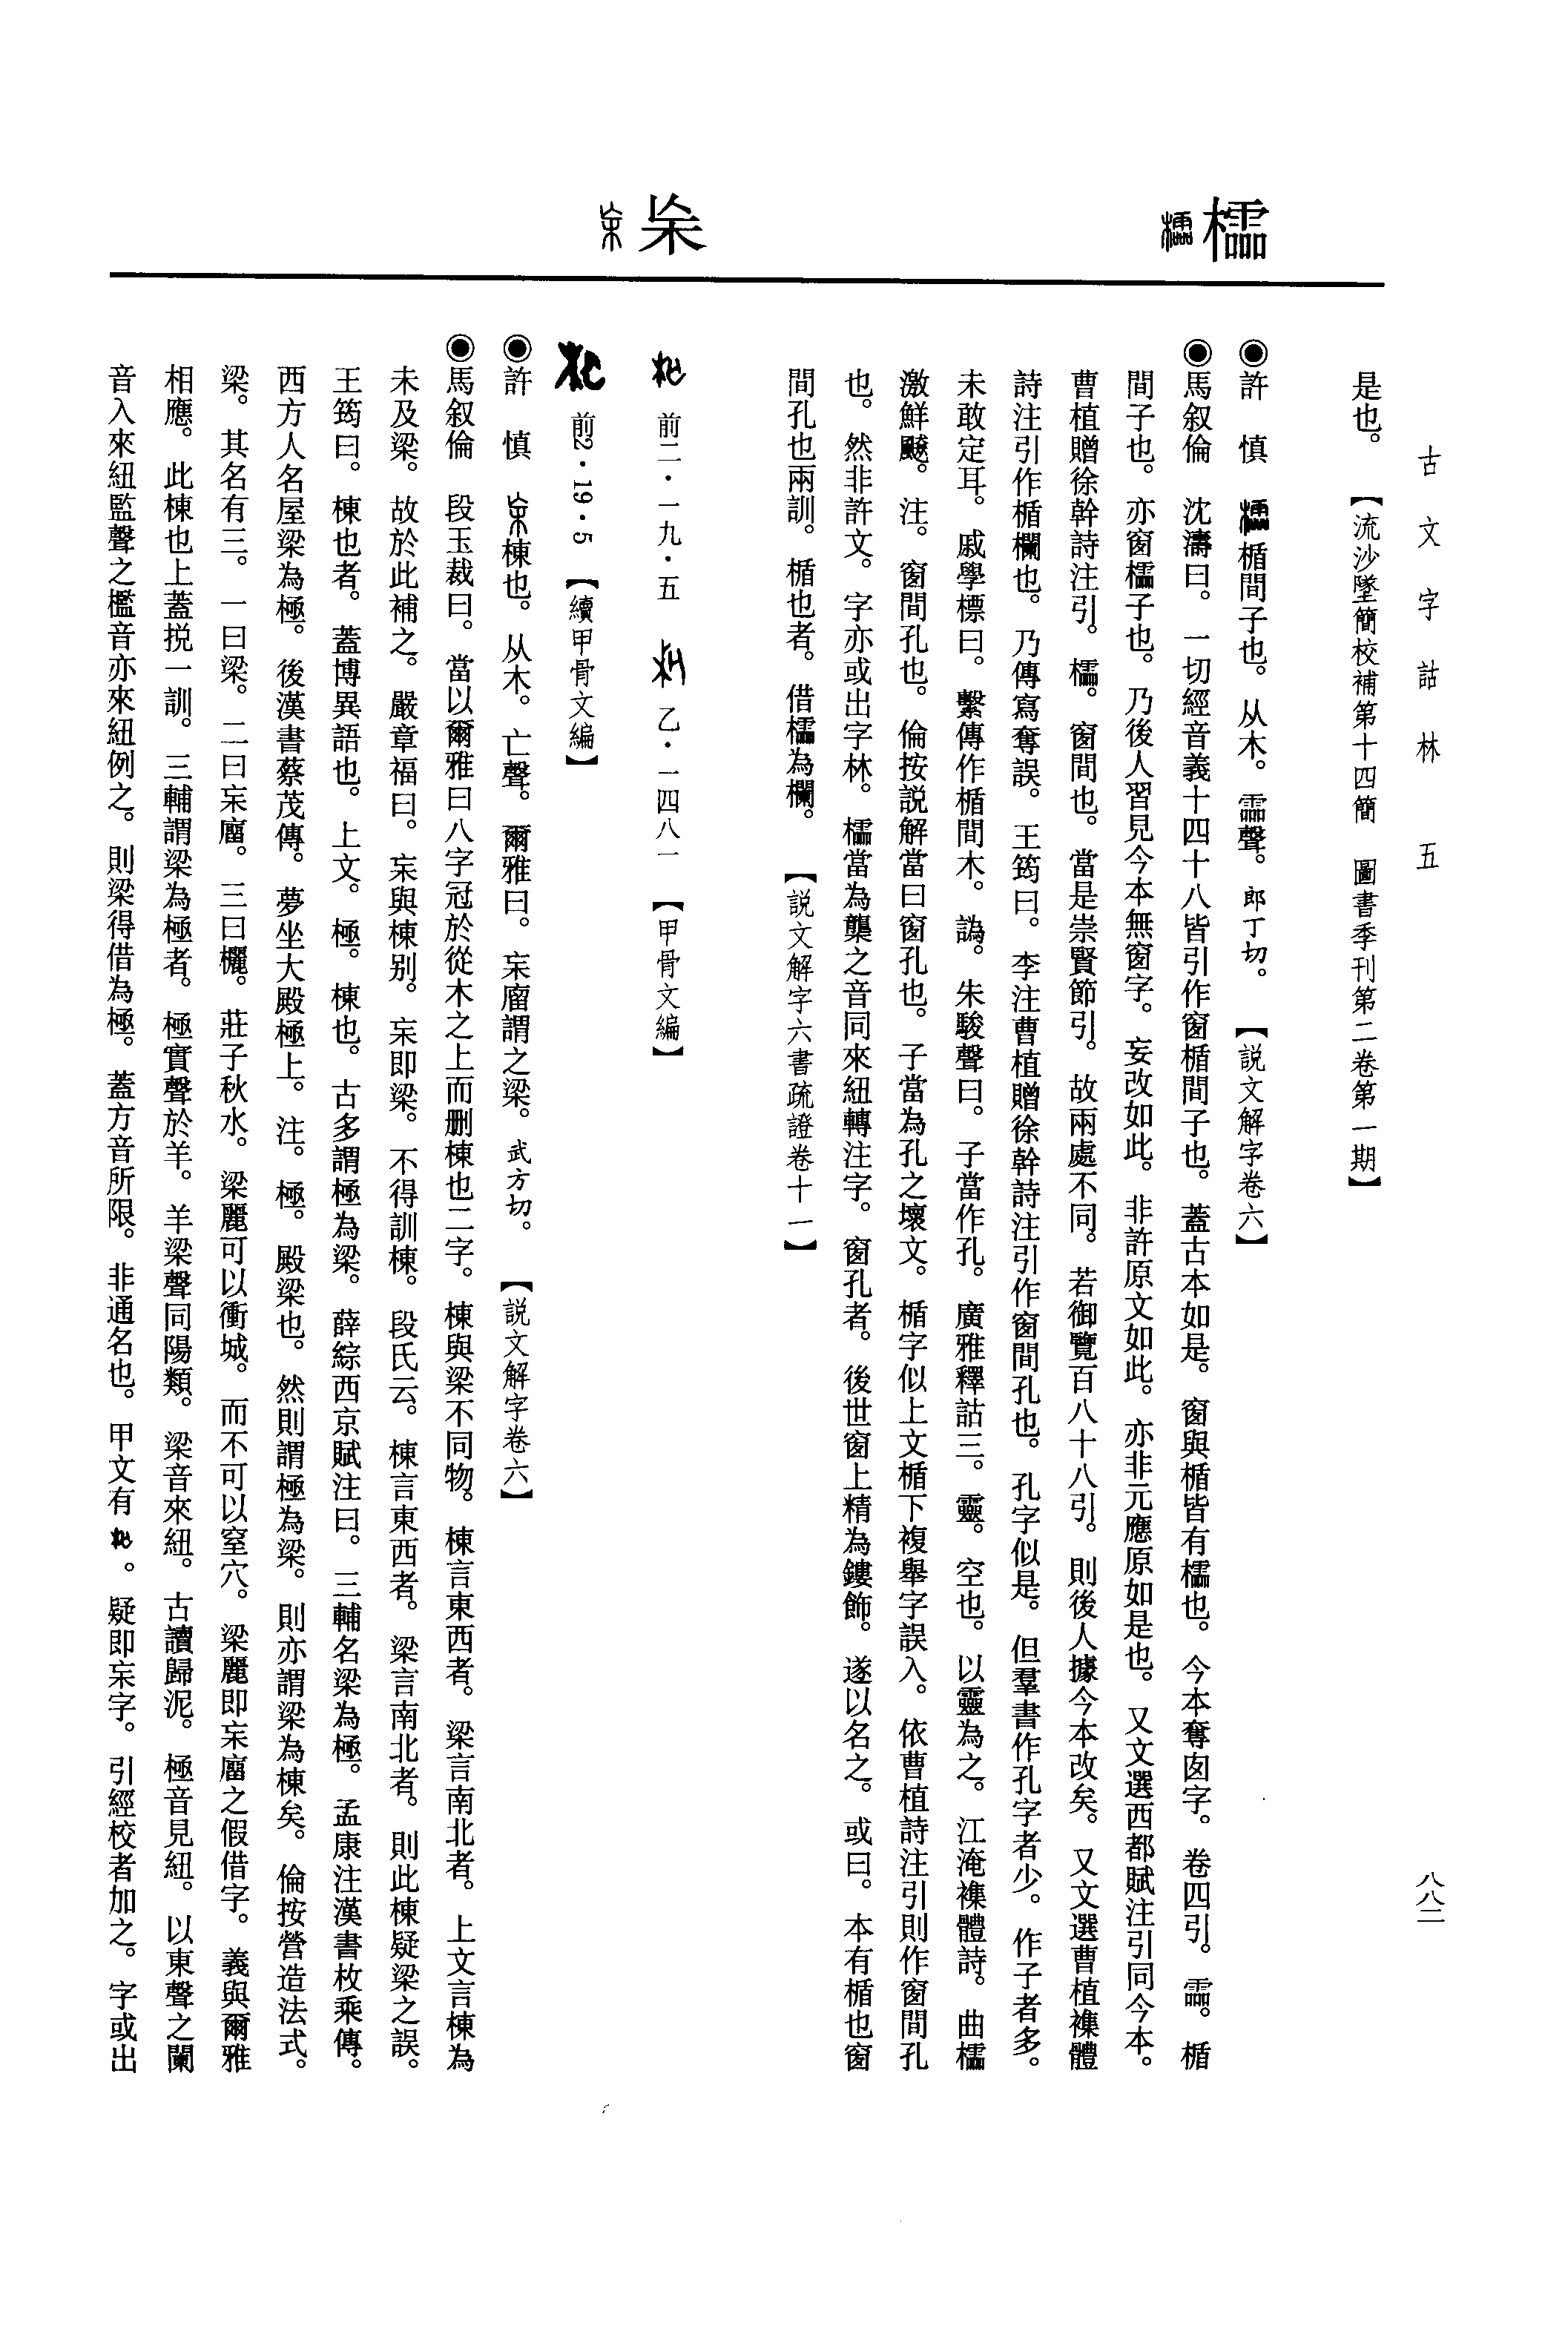 古文字詁林 五
八八二
櫺
杗
是也。【流沙墜簡校補第十四簡 圖書季刊第二卷第一期】
◉許 慎 楯間子也。从木。霝聲。郎丁切。【説文解字卷六】
◉馬叙倫 沈濤曰。一切經音義十四十八皆引作窗楯間子也。蓋古本如是。窗與楯皆有櫺也。今本奪囱字。卷四引。霝。楯
間子也。亦窗櫺子也。乃後人習見今本無窗字。妄改如此。非許原文如此。亦非元應原如是也。又文選西都賦注引同今本。
曹植贈徐幹詩注引。櫺。窗間也。當是崇賢節引。故兩處不同。若御覽百八十八引。則後人據今本改矣。又文選曹植襍體
詩注引作楯欄也。乃傳寫奪誤。王筠曰。李注曹植贈徐幹詩注引作窗間孔也。孔字似是。但羣書作孔字者少。作子者多。
未敢定耳。戚學標曰。繫傳作楯間木。譌。朱駿聲曰。子當作孔。廣雅釋詁三。靈。空也。以靈為之。江淹襍體詩。曲櫺
激鮮飈。注。窗間孔也。倫按説解當曰窗孔也。子當為孔之壞文。楯字似上文楯下複舉字誤入。依曹植詩注引則作窗間孔
也。然非許文。字亦或出字林。櫺當為龒之音同來紐轉注字。窗孔者。後世窗上精為鏤飾。遂以名之。或曰。本有楯也窗
間孔也兩訓。楯也者。借櫺為欄。【説文解字六書疏證卷十一】
前二·一九·五 乙·一四八一【甲骨文編】
前2·19·5【續甲骨文編】
◉許 慎 棟也。从木。亡聲。爾雅曰。杗廇謂之梁。武方切。【説文解字卷六】
◉馬叙倫 段玉裁曰。當以爾雅曰八字冠於從木之上而删棟也二字。棟與梁不同物。棟言東西者。梁言南北者。上文言棟為
未及梁。故於此補之。嚴章福曰。杗與棟别。杗即梁。不得訓棟。段氏云。棟言東西者。梁言南北者。則此棟疑梁之誤。
王筠曰。棟也者。蓋博異語也。上文。極。棟也。古多謂極為梁。薛綜西京賦注曰。三輔名梁為極。孟康注漢書枚乘傳。
西方人名屋梁為極。後漢書蔡茂傳。夢坐大殿極上。注。極。殿梁也。然則謂極為梁。則亦謂梁為棟矣。倫按營造法式。
梁。其名有三。一曰梁。二曰杗廇。三曰欐。莊子秋水。梁麗可以衝城。而不可以窒穴。梁麗即杗廇之假借字。義與爾雅
相應。此棟也上蓋挩一訓。三輔謂梁為極者。極實聲於羊。羊梁聲同陽類。梁音來紐。古讀歸泥。極音見紐。以東聲之闌
音入來紐監聲之檻音亦來紐例之。則梁得借為極。蓋方音所限。非通名也。甲文有。疑即杗字。引經校者加之。字或出